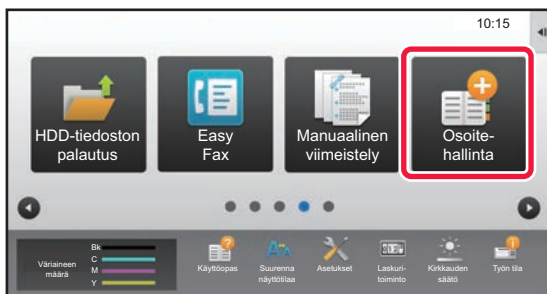 10:15
HDD-tiedoston
palautus
Easy
Fax
Manuaalinen
viimeistely
Osoite-
hallinta
Väriaineen
määrä
Bk
C
M
Y
Käyttöopas
Suurenna
näyttötilaa
Asetukset
Laskuri-
toiminto
Kirkkauden
säätö
Työn tila